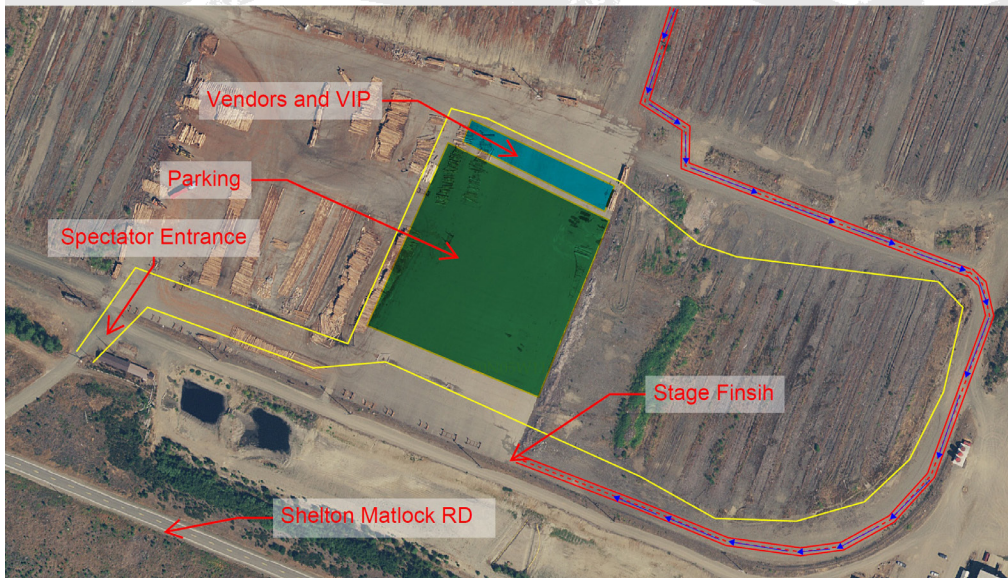 Vendors and VIP
Parking
Spectator Entrance
Stage Finsih
Shelton Matlock RD